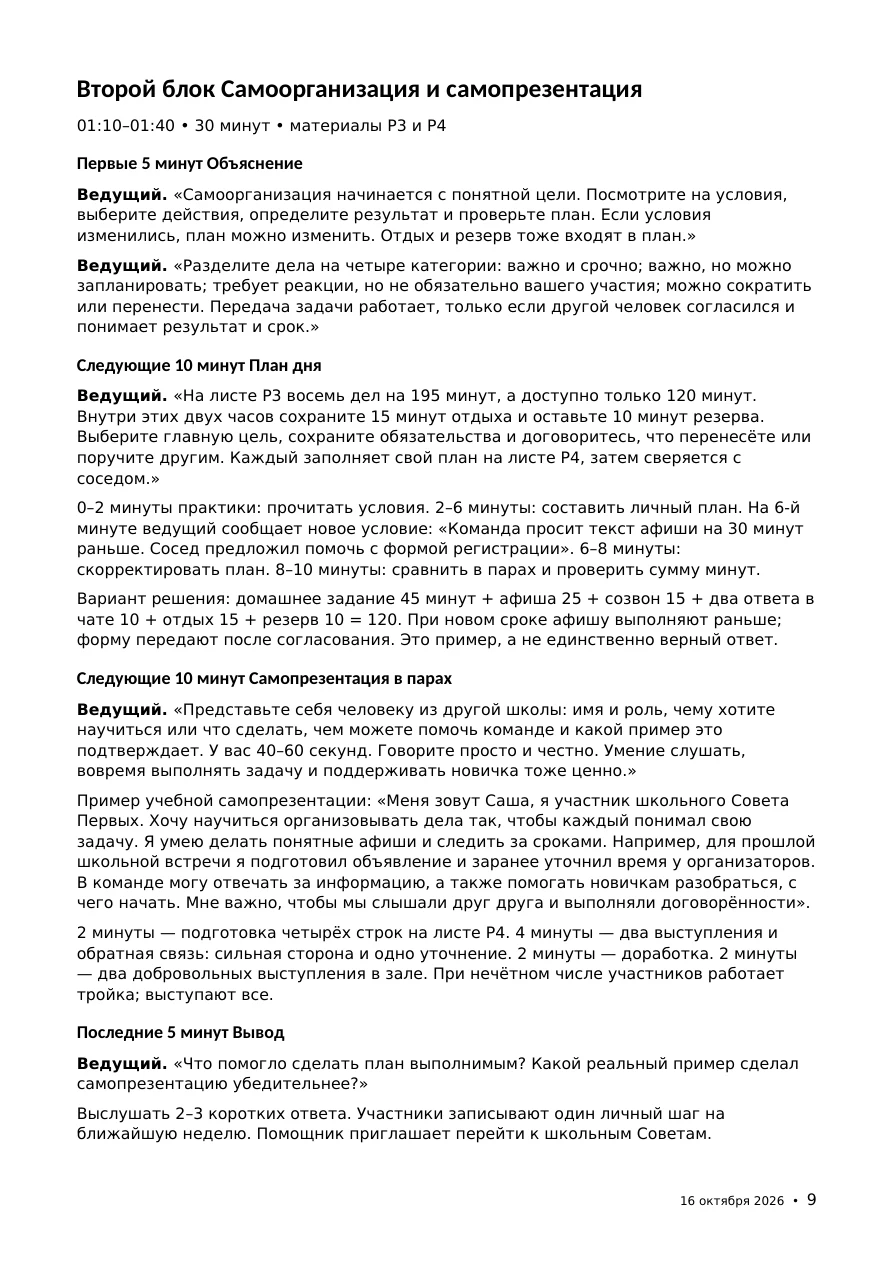 Второй блок Самоорганизация и самопрезентация
01:10–01:40 • 30 минут • материалы Р3 и Р4
Первые 5 минут Объяснение
Ведущий. «Самоорганизация начинается с понятной цели. Посмотрите на условия,
выберите действия, определите результат и проверьте план. Если условия
изменились, план можно изменить. Отдых и резерв тоже входят в план.»
Ведущий. «Разделите дела на четыре категории: важно и срочно; важно, но можно
запланировать; требует реакции, но не обязательно вашего участия; можно сократить
или перенести. Передача задачи работает, только если другой человек согласился и
понимает результат и срок.»
Следующие 10 минут План дня
Ведущий. «На листе Р3 восемь дел на 195 минут, а доступно только 120 минут.
Внутри этих двух часов сохраните 15 минут отдыха и оставьте 10 минут резерва.
Выберите главную цель, сохраните обязательства и договоритесь, что перенесёте или
поручите другим. Каждый заполняет свой план на листе Р4, затем сверяется с
соседом.»
0–2 минуты практики: прочитать условия. 2–6 минуты: составить личный план. На 6-й
минуте ведущий сообщает новое условие: «Команда просит текст афиши на 30 минут
раньше. Сосед предложил помочь с формой регистрации». 6–8 минуты:
скорректировать план. 8–10 минуты: сравнить в парах и проверить сумму минут.
Вариант решения: домашнее задание 45 минут + афиша 25 + созвон 15 + два ответа в
чате 10 + отдых 15 + резерв 10 = 120. При новом сроке афишу выполняют раньше;
форму передают после согласования. Это пример, а не единственно верный ответ.
Следующие 10 минут Самопрезентация в парах
Ведущий. «Представьте себя человеку из другой школы: имя и роль, чему хотите
научиться или что сделать, чем можете помочь команде и какой пример это
подтверждает. У вас 40–60 секунд. Говорите просто и честно. Умение слушать,
вовремя выполнять задачу и поддерживать новичка тоже ценно.»
Пример учебной самопрезентации: «Меня зовут Саша, я участник школьного Совета
Первых. Хочу научиться организовывать дела так, чтобы каждый понимал свою
задачу. Я умею делать понятные афиши и следить за сроками. Например, для прошлой
школьной встречи я подготовил объявление и заранее уточнил время у организаторов.
В команде могу отвечать за информацию, а также помогать новичкам разобраться, с
чего начать. Мне важно, чтобы мы слышали друг друга и выполняли договорённости».
2 минуты — подготовка четырёх строк на листе Р4. 4 минуты — два выступления и
обратная связь: сильная сторона и одно уточнение. 2 минуты — доработка. 2 минуты
— два добровольных выступления в зале. При нечётном числе участников работает
тройка; выступают все.
Последние 5 минут Вывод
Ведущий. «Что помогло сделать план выполнимым? Какой реальный пример сделал
самопрезентацию убедительнее?»
Выслушать 2–3 коротких ответа. Участники записывают один личный шаг на
ближайшую неделю. Помощник приглашает перейти к школьным Советам.
16 октября 2026 • 9